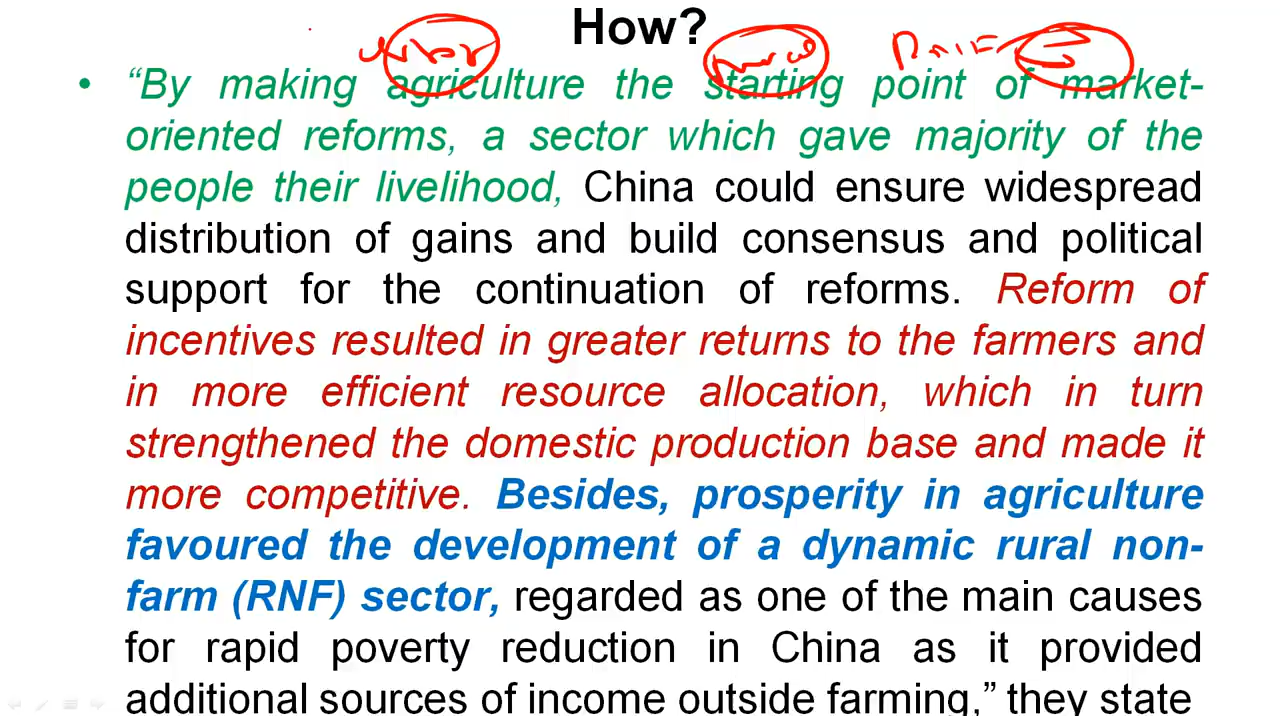 How?
• “By making agriculture the starting point of market-
oriented reforms, a sector which gave majority of the
people their livelihood, China could ensure widespread
distribution of gains and build consensus and political
support for the continuation of reforms. Reform of
incentives resulted in greater returns to the farmers and
in more efficient resource allocation, which in turn
strengthened the domestic production base and made it
more competitive. Besides, prosperity in agriculture
favoured the development of a dynamic rural non-
farm (RNF) sector, regarded as one of the main causes
for rapid poverty reduction in China as it provided
additional sources of income outside farming,” they state